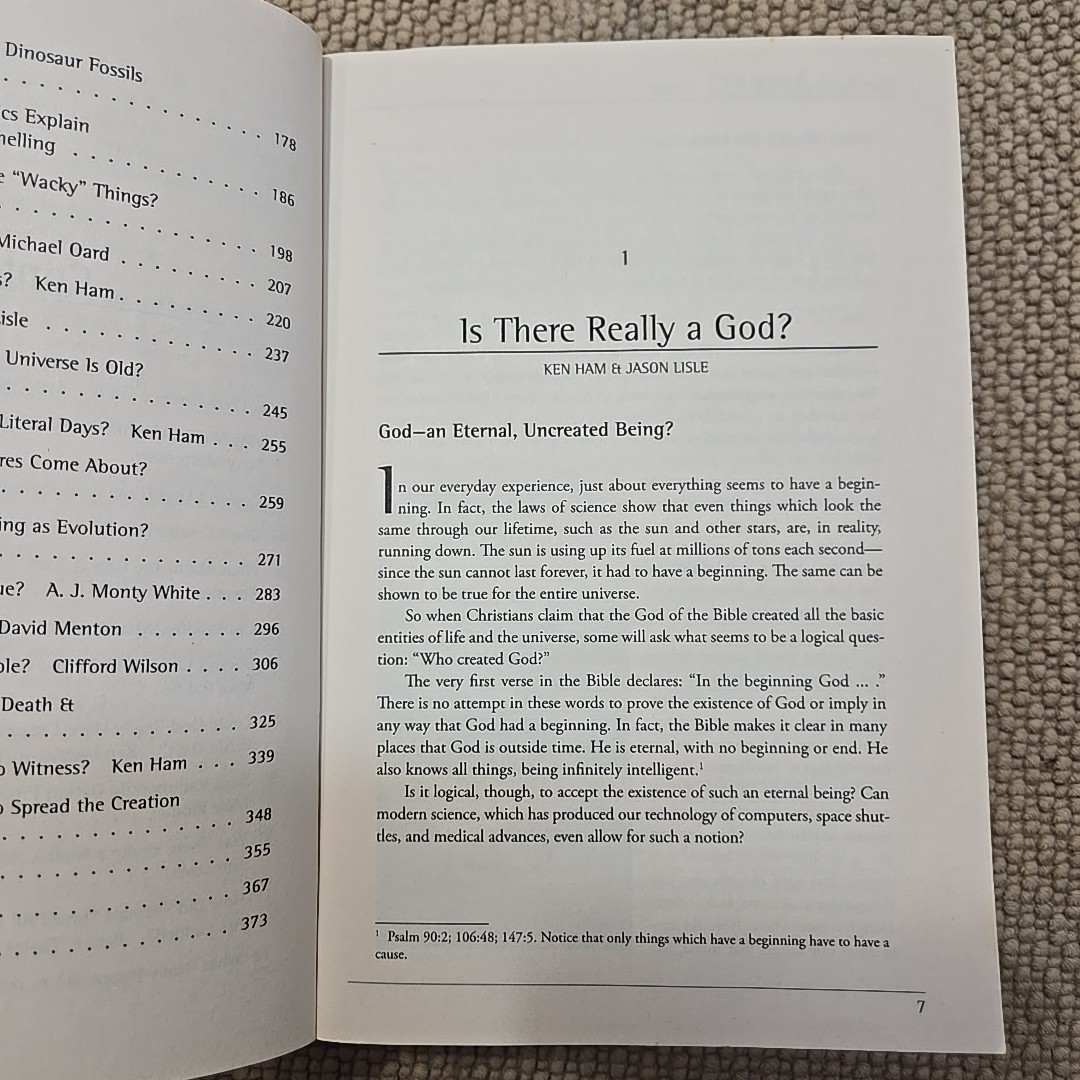 Dinosaur Fossils
. . . . . . . . . . . . . . . . . 178
cs Explain
nelling . . . . . . . . . . . . . 186
e “Wacky” Things?
. . . . . . . . . . . . . . . . . 198
Michael Oard . . . . . . . . . 207
s? Ken Ham . . . . . . . . . 220
isle . . . . . . . . . . . . . . 237
Universe Is Old?
. . . . . . . . . . . . . . . . . 245
Literal Days? Ken Ham . . . 255
res Come About?
. . . . . . . . . . . . . . . . . 259
ing as Evolution?
. . . . . . . . . . . . . . . . . 271
ue? A. J. Monty White . . . 283
David Menton . . . . . . . 296
ole? Clifford Wilson . . . . 306
Death &
. . . . . . . . . . . . . . . . . 325
o Witness? Ken Ham . . . 339
o Spread the Creation
. . . . . . . . . . . . . . . . . 348
. . . . . . . . . . . . . . . . . 355
. . . . . . . . . . . . . . . . . 367
. . . . . . . . . . . . . . . . . 373
1
Is There Really a God?
KEN HAM & JASON LISLE
God—an Eternal, Uncreated Being?
In our everyday experience, just about everything seems to have a begin-
ning. In fact, the laws of science show that even things which look the
same through our lifetime, such as the sun and other stars, are, in reality,
running down. The sun is using up its fuel at millions of tons each second—
since the sun cannot last forever, it had to have a beginning. The same can be
shown to be true for the entire universe.
So when Christians claim that the God of the Bible created all the basic
entities of life and the universe, some will ask what seems to be a logical ques-
tion: “Who created God?”
The very first verse in the Bible declares: “In the beginning God ... .”
There is no attempt in these words to prove the existence of God or imply in
any way that God had a beginning. In fact, the Bible makes it clear in many
places that God is outside time. He is eternal, with no beginning or end. He
also knows all things, being infinitely intelligent.¹
Is it logical, though, to accept the existence of such an eternal being? Can
modern science, which has produced our technology of computers, space shut-
tles, and medical advances, even allow for such a notion?
¹ Psalm 90:2; 106:48; 147:5. Notice that only things which have a beginning have to have a
cause.
7